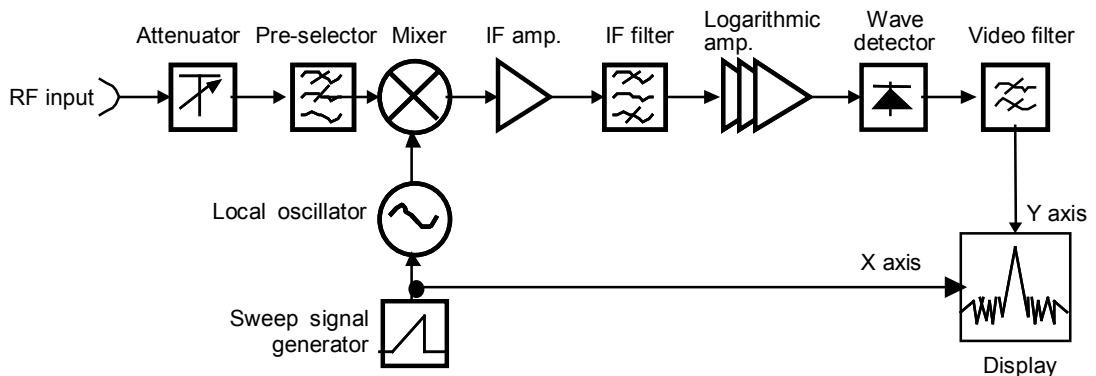 Attenuator
Pre-selector
Mixer
IF amp.
IF filter
Logarithmic
amp.
Wave
detector
Video filter
RF input
Local oscillator
Y axis
X axis
Sweep signal
generator
Display